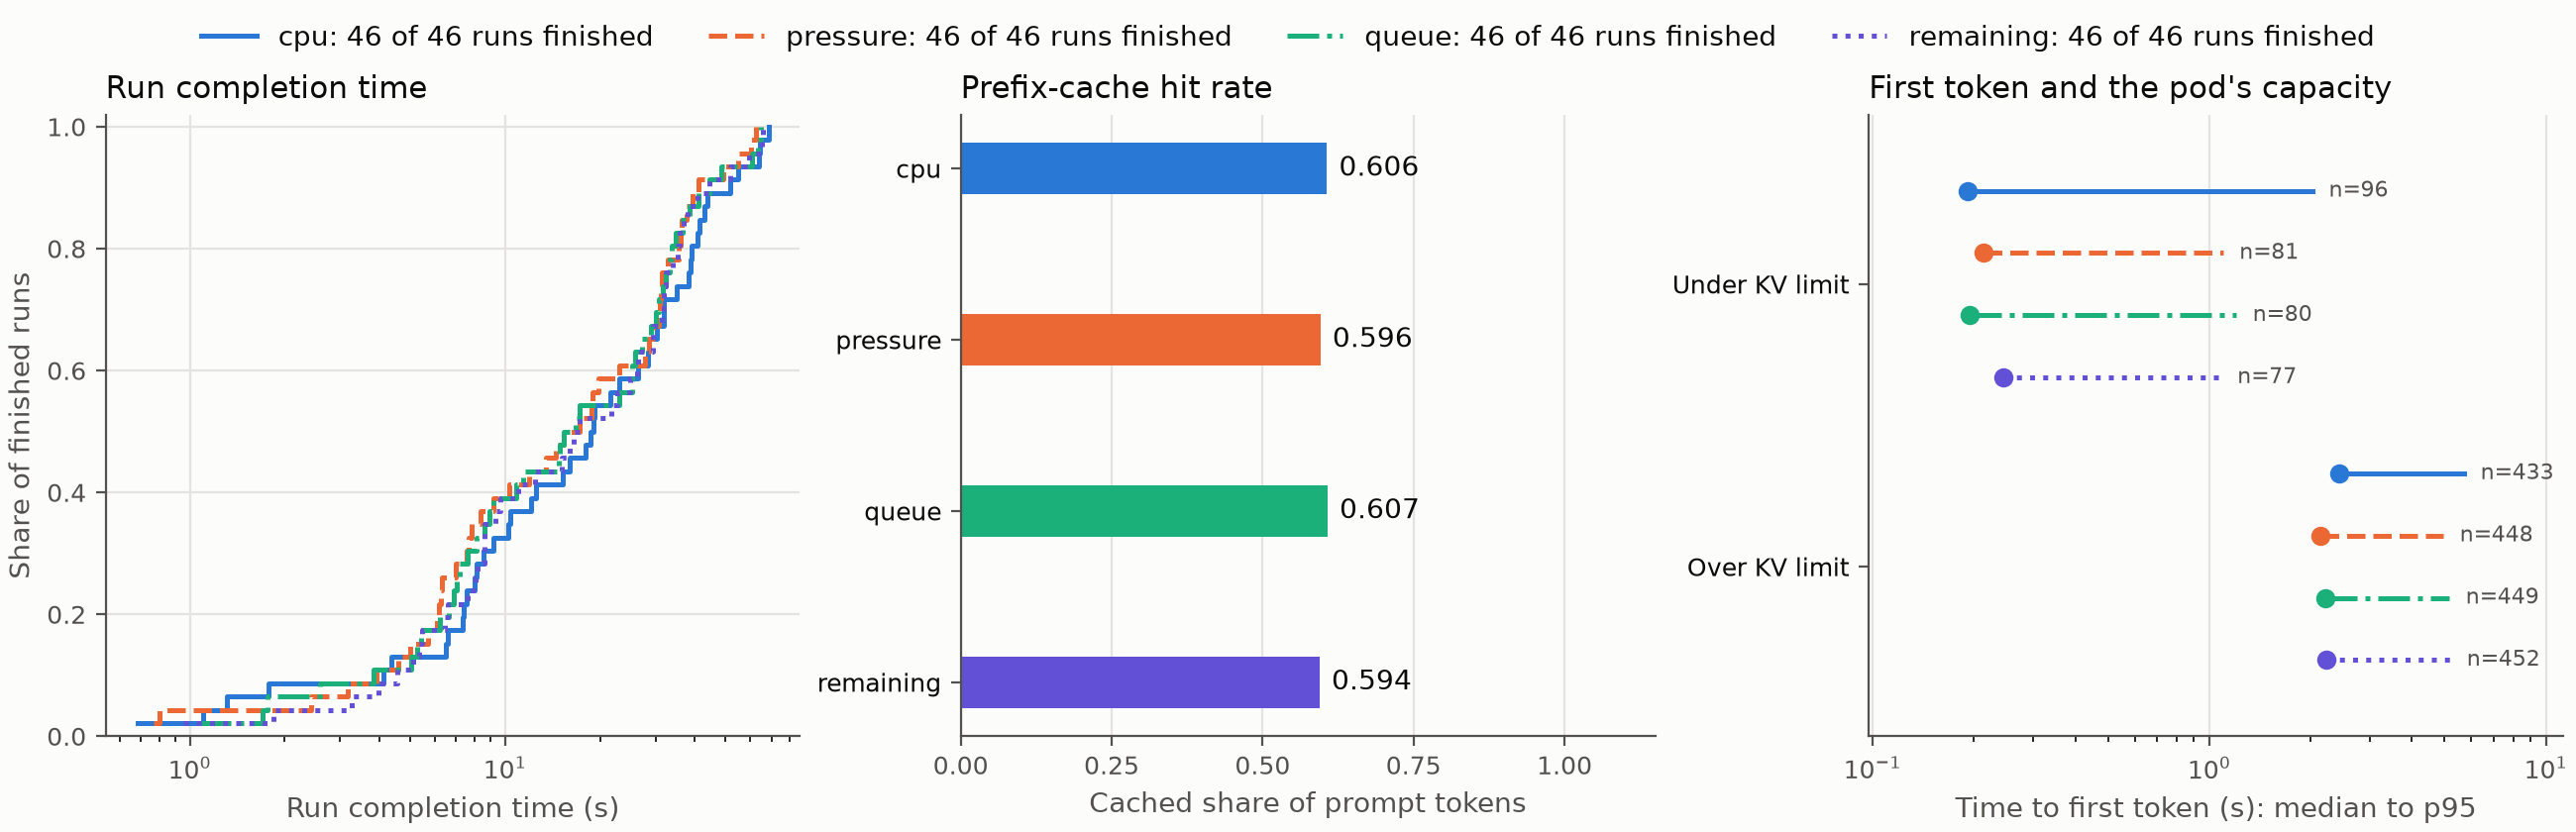 cpu: 46 of 46 runs finished
pressure: 46 of 46 runs finished
queue: 46 of 46 runs finished
remaining: 46 of 46 runs finished
Run completion time
Share of finished runs
1.0
0.8
0.6
0.4
0.2
0.0
10⁰
10¹
Run completion time (s)
Prefix-cache hit rate
cpu
0.606
pressure
0.596
queue
0.607
remaining
0.594
0.00
0.25
0.50
0.75
1.00
Cached share of prompt tokens
First token and the pod's capacity
Under KV limit
n=96
n=81
n=80
n=77
Over KV limit
n=433
n=448
n=449
n=452
10⁻¹
10⁰
10¹
Time to first token (s): median to p95